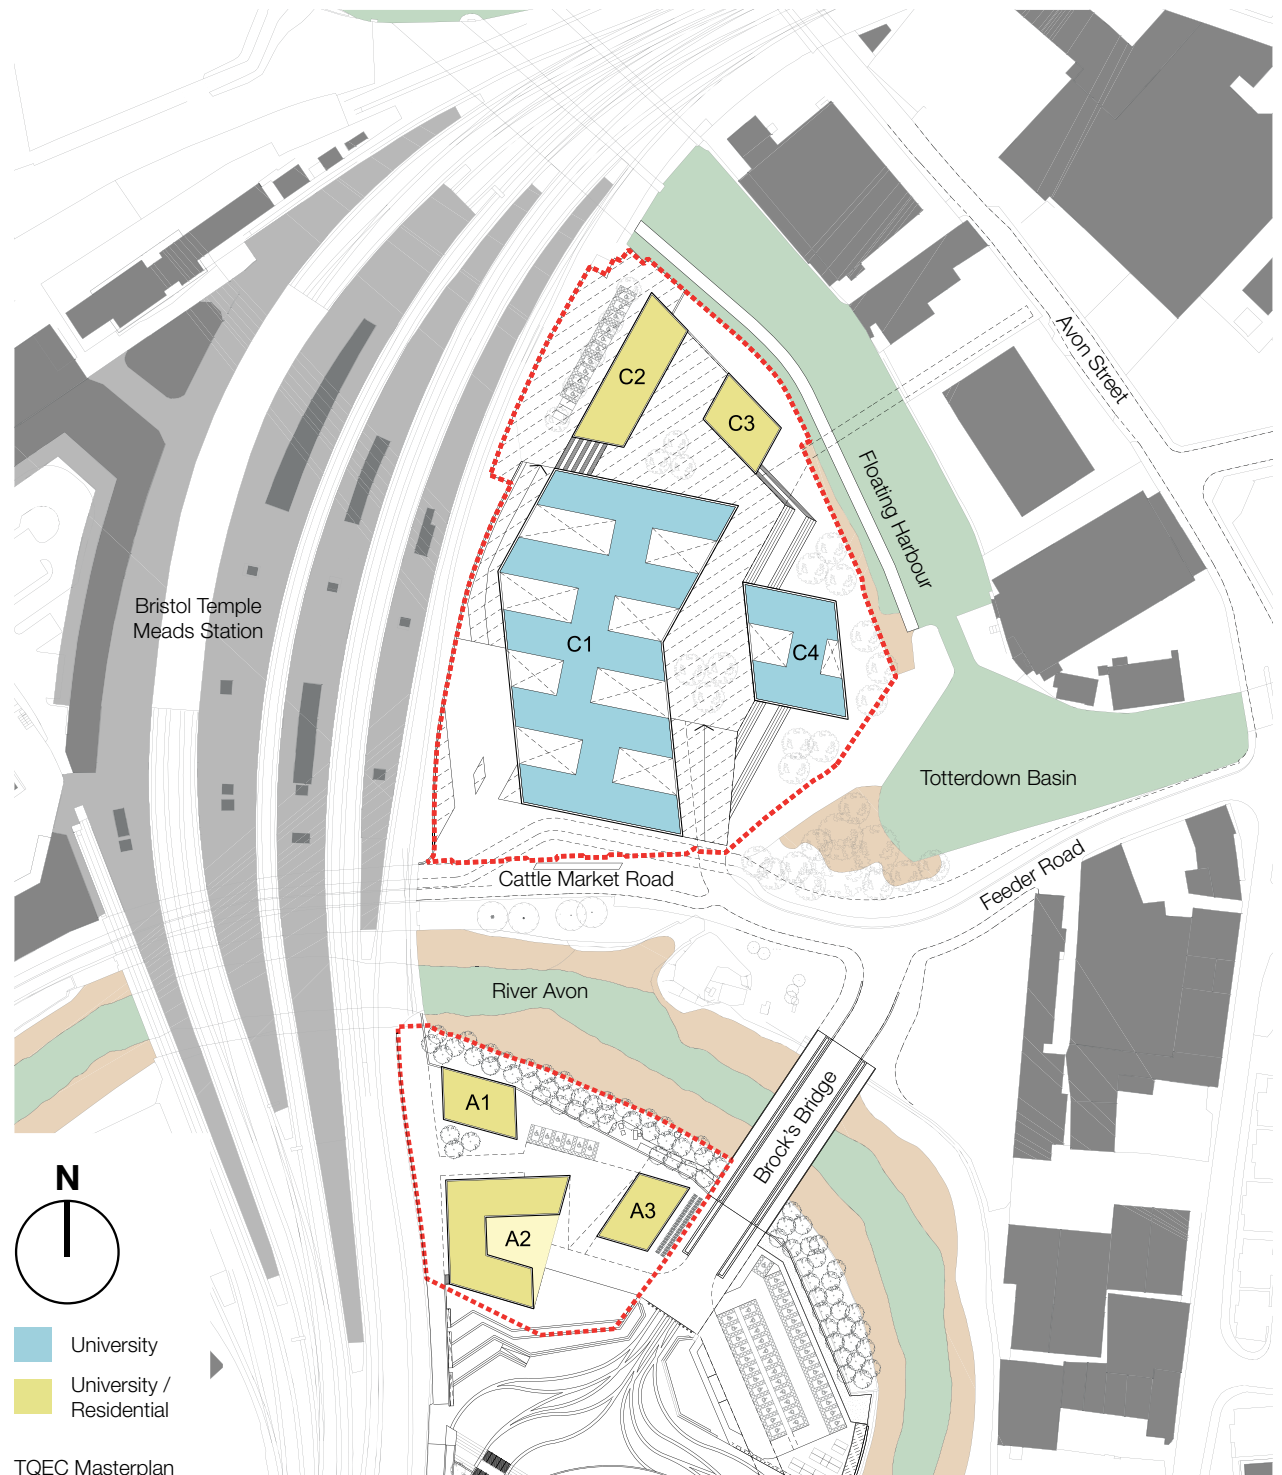 Avon Street
C2
C3
Floating Harbour
Bristol Temple
Meads Station
C1
C4
Totterdown Basin
Cattle Market Road
Feeder Road
River Avon
Brock's Bridge
A1
A3
A2
N
University
University /
Residential
TQEC Masterplan